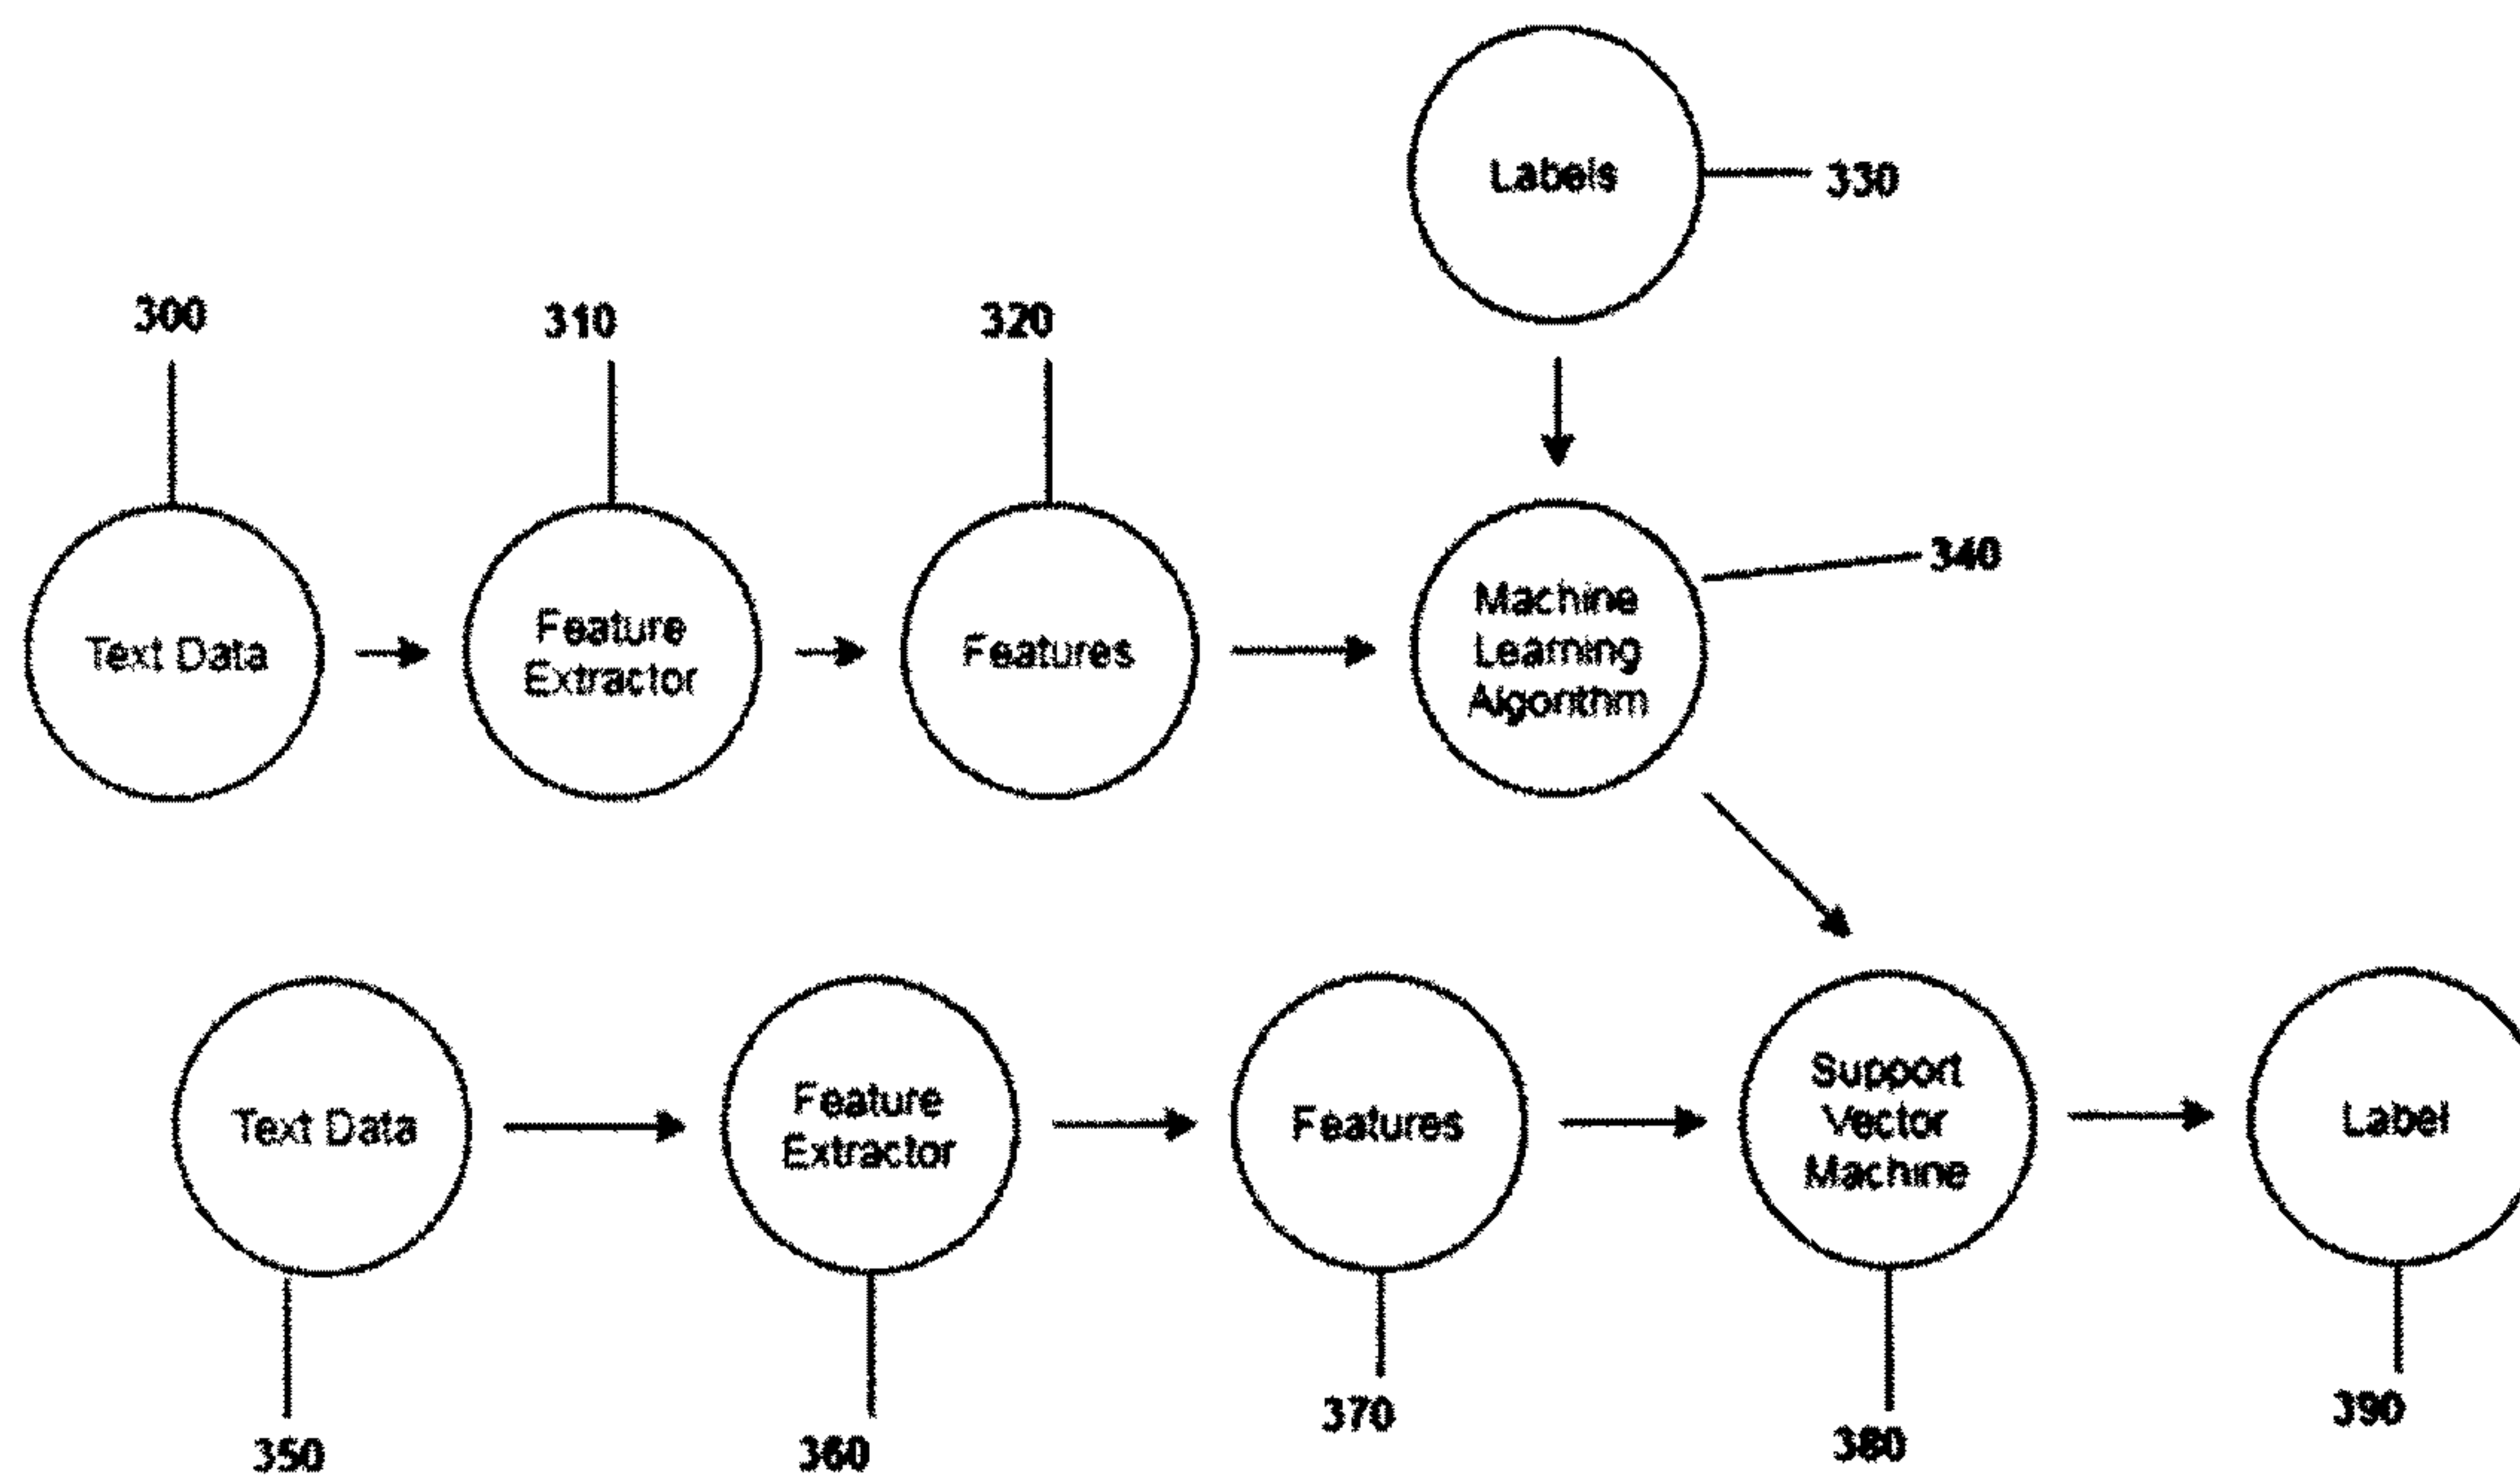 Labels
330
300
310
320
340
Text Data
Feature
Extractor
Features
Machine
Learning
Algorithm
Text Data
Feature
Extractor
Features
Support
Vector
Machine
Label
350
360
370
380
390